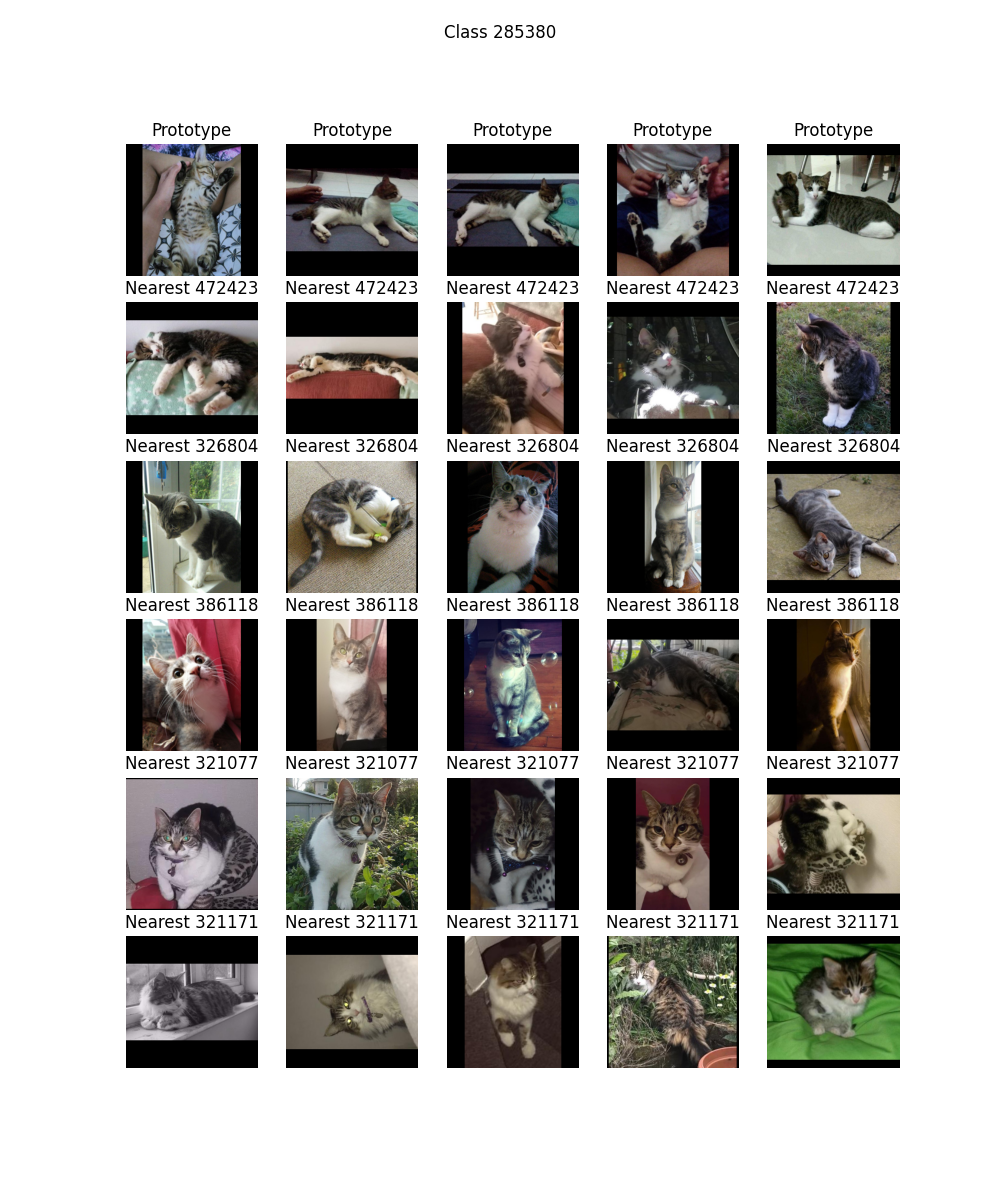 Class 285380
Prototype Prototype Prototype Prototype Prototype
Nearest 472423 Nearest 472423 Nearest 472423 Nearest 472423 Nearest 472423
Nearest 326804 Nearest 326804 Nearest 326804 Nearest 326804 Nearest 326804
Nearest 386118 Nearest 386118 Nearest 386118 Nearest 386118 Nearest 386118
Nearest 321077 Nearest 321077 Nearest 321077 Nearest 321077 Nearest 321077
Nearest 321171 Nearest 321171 Nearest 321171 Nearest 321171 Nearest 321171